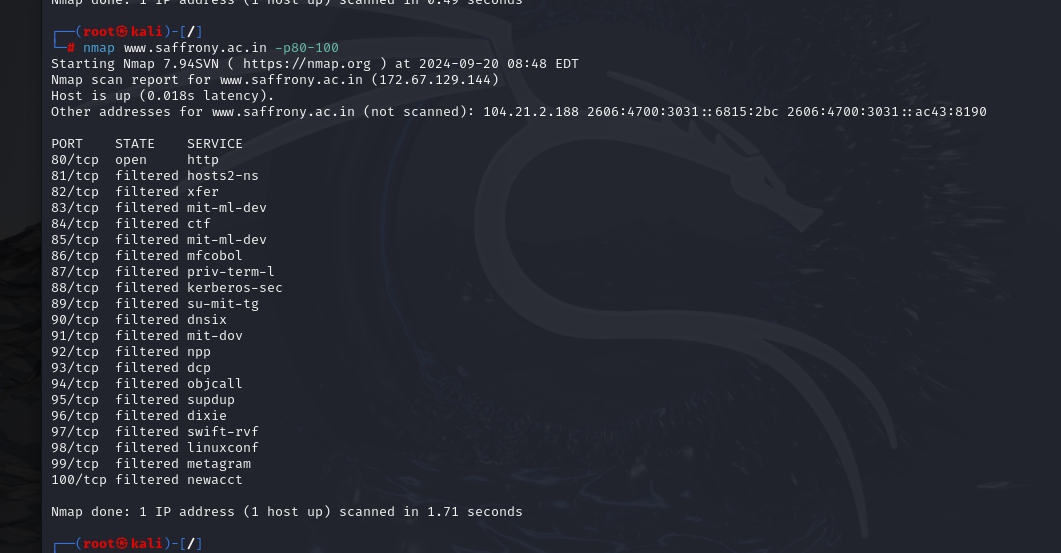 Nmap done: 1 IP address (1 host up) scanned in 0.49 seconds
┌──(root㉿kali)-[/]
└─# nmap www.saffrony.ac.in -p80-100
Starting Nmap 7.94SVN ( https://nmap.org ) at 2024-09-20 08:48 EDT
Nmap scan report for www.saffrony.ac.in (172.67.129.144)
Host is up (0.018s latency).
Other addresses for www.saffrony.ac.in (not scanned): 104.21.2.188 2606:4700:3031::6815:2bc 2606:4700:3031::ac43:8190
PORT    STATE    SERVICE
80/tcp  open     http
81/tcp  filtered hosts2-ns
82/tcp  filtered xfer
83/tcp  filtered mit-ml-dev
84/tcp  filtered ctf
85/tcp  filtered mit-ml-dev
86/tcp  filtered mfcobol
87/tcp  filtered priv-term-l
88/tcp  filtered kerberos-sec
89/tcp  filtered su-mit-tg
90/tcp  filtered dnsix
91/tcp  filtered mit-dov
92/tcp  filtered npp
93/tcp  filtered dcp
94/tcp  filtered objcall
95/tcp  filtered supdup
96/tcp  filtered dixie
97/tcp  filtered swift-rvf
98/tcp  filtered linuxconf
99/tcp  filtered metagram
100/tcp filtered newacct
Nmap done: 1 IP address (1 host up) scanned in 1.71 seconds
┌──(root㉿kali)-[/]